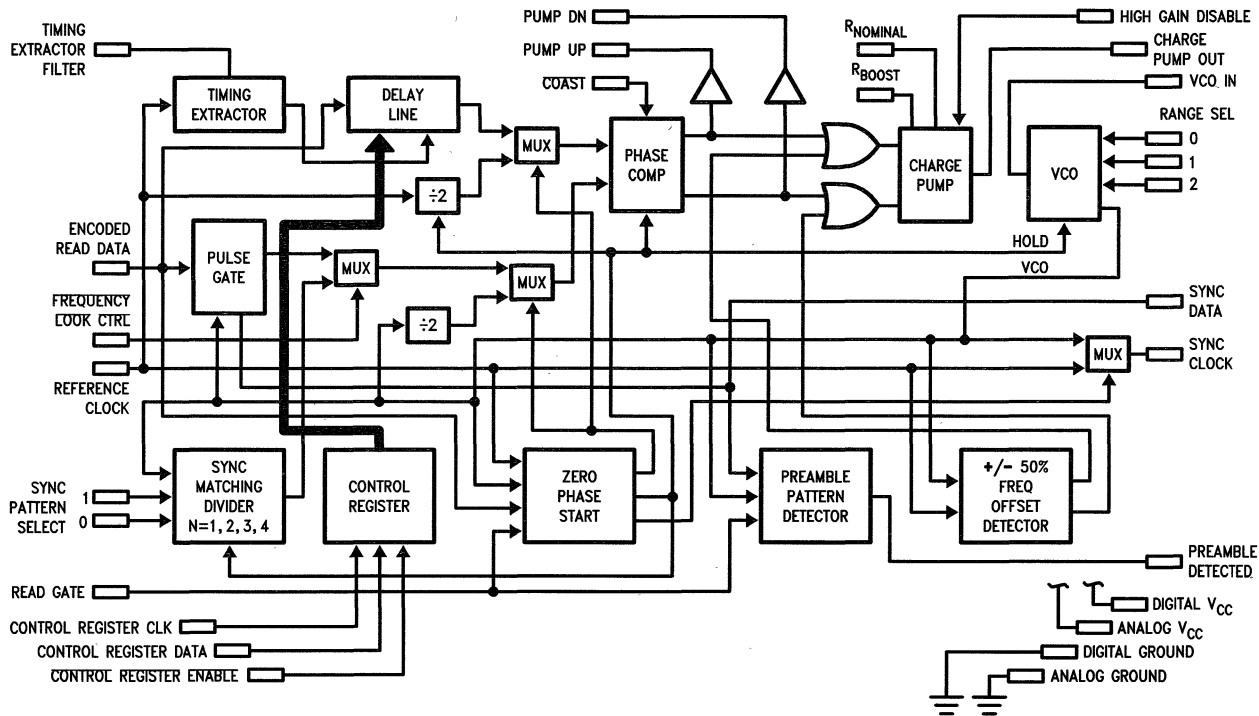 TIMING
EXTRACTOR
FILTER
PUMP DN
PUMP UP
COAST
R_NOMINAL
R_BOOST
HIGH GAIN DISABLE
CHARGE
PUMP OUT
VCO IN
RANGE SEL
0
1
2
TIMING
EXTRACTOR
DELAY
LINE
MUX
PHASE
COMP
CHARGE
PUMP
VCO
÷2
ENCODED
READ DATA
PULSE
GATE
MUX
MUX
HOLD
VCO
FREQUENCY
LOOK CTRL
÷2
SYNC
DATA
MUX
SYNC
CLOCK
REFERENCE
CLOCK
SYNC
PATTERN
SELECT
1
0
SYNC
MATCHING
DIVIDER
N=1, 2, 3, 4
CONTROL
REGISTER
ZERO
PHASE
START
PREAMBLE
PATTERN
DETECTOR
+/- 50%
FREQ
OFFSET
DETECTOR
PREAMBLE
DETECTED
READ GATE
CONTROL REGISTER CLK
CONTROL REGISTER DATA
CONTROL REGISTER ENABLE
DIGITAL VCC
ANALOG VCC
DIGITAL GROUND
ANALOG GROUND